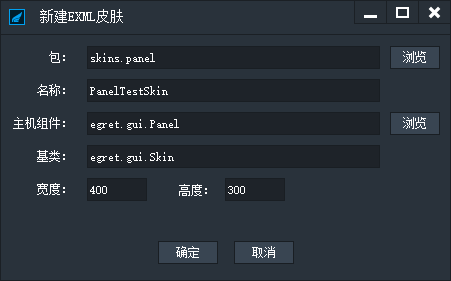 新建EXML皮肤
包： skins.panel 浏览
名称： PanelTestSkin
主机组件： egret.gui.Panel 浏览
基类： egret.gui.Skin
宽度： 400 高度： 300
确定 取消